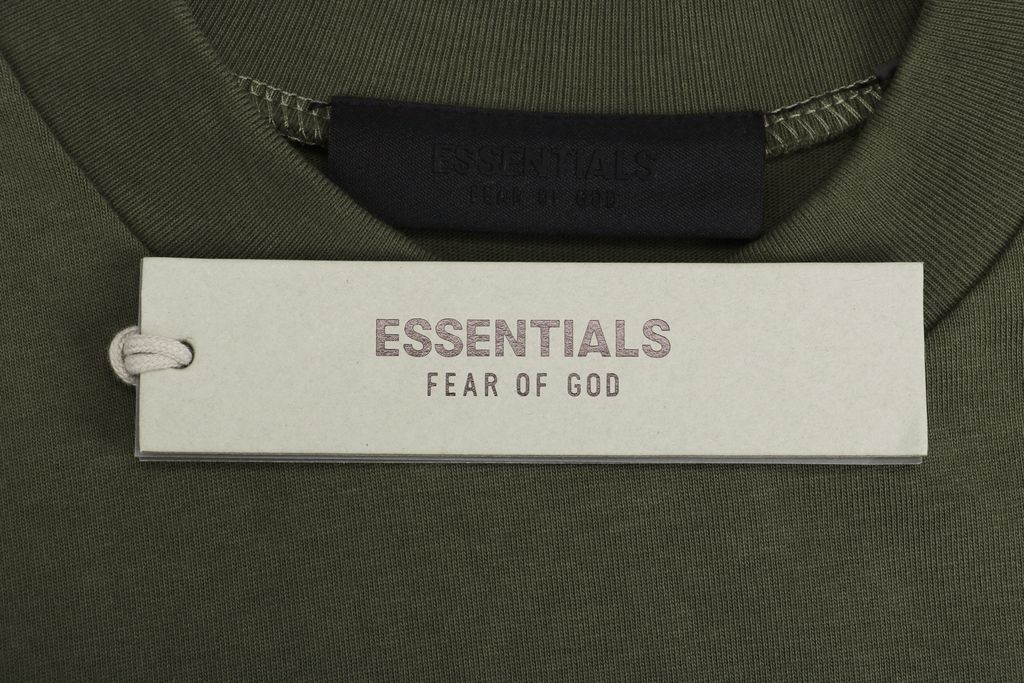 ESSENTIALS
FEAR OF GOD
ESSENTIALS
FEAR OF GOD